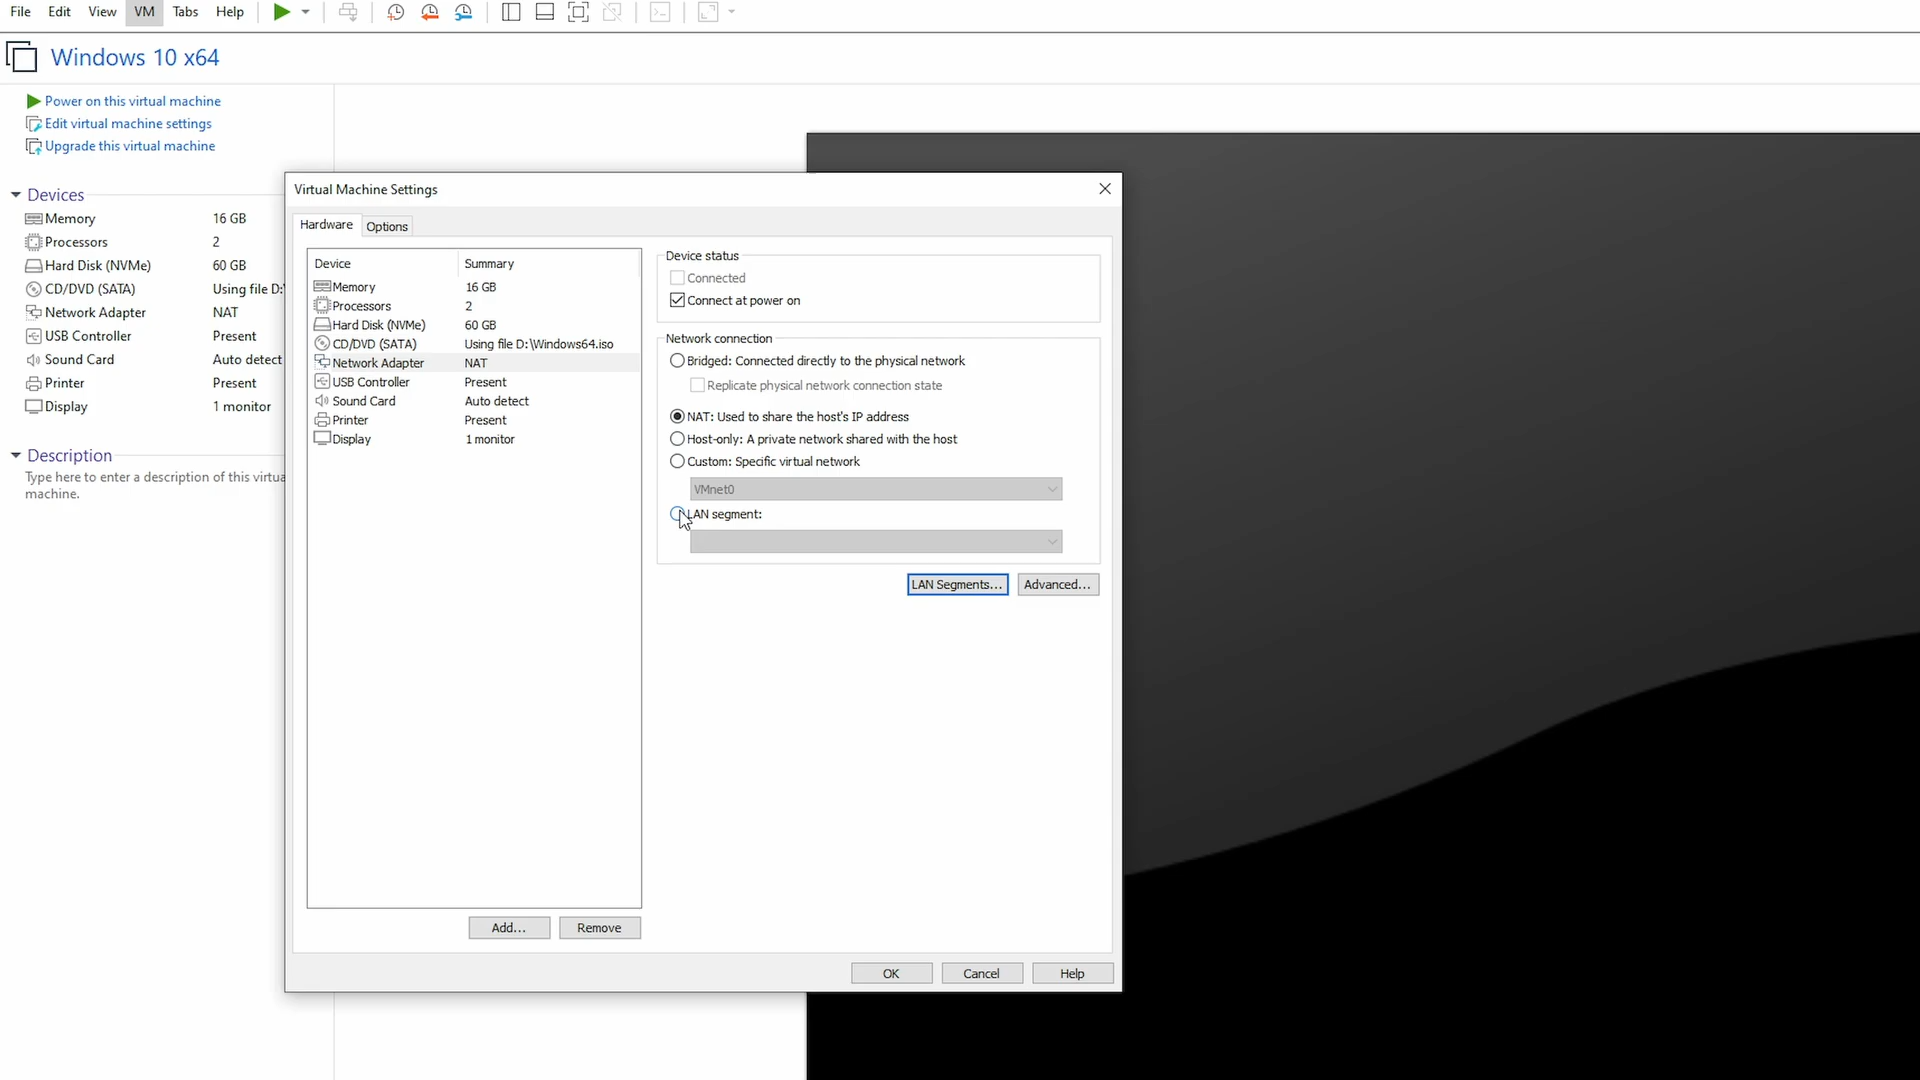 File Edit View VM Tabs Help
Windows 10 x64
Power on this virtual machine
Edit virtual machine settings
Upgrade this virtual machine
Devices
Memory 16 GB
Processors 2
Hard Disk (NVMe) 60 GB
CD/DVD (SATA) Using file D:\
Network Adapter NAT
USB Controller Present
Sound Card Auto detect
Printer Present
Display 1 monitor
Description
Type here to enter a description of this virtua
machine.
Virtual Machine Settings
Hardware Options
Device Summary
Memory 16 GB
Processors 2
Hard Disk (NVMe) 60 GB
CD/DVD (SATA) Using file D:\Windows64.iso
Network Adapter NAT
USB Controller Present
Sound Card Auto detect
Printer Present
Display 1 monitor
Add... Remove
Device status
Connected
Connect at power on
Network connection
Bridged: Connected directly to the physical network
Replicate physical network connection state
NAT: Used to share the host's IP address
Host-only: A private network shared with the host
Custom: Specific virtual network
VMnet0
LAN segment:
LAN Segments... Advanced...
OK Cancel Help